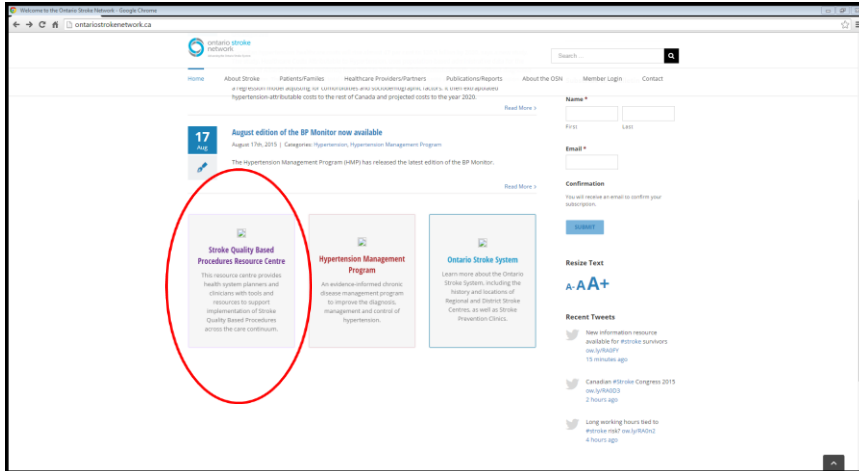 Welcome to the Ontario Stroke Network - Google Chrome
ontariostrokenetwork.ca
ontario stroke
network
Search ...
Home About Stroke Patients/Familes Healthcare Providers/Partners Publications/Reports About the OSN Member Login Contact
a regression model adjusting for comorbidities and sociodemographic factors. It then extrapolated
hypertension-attributable costs to the rest of Canada and projected costs to the year 2020.
Read More >
17
Aug
August edition of the BP Monitor now available
August 17th, 2015 | Categories: Hypertension, Hypertension Management Program
The Hypertension Management Program (HMP) has released the latest edition of the BP Monitor.
Read More >
Stroke Quality Based
Procedures Resource Centre
This resource centre provides
health system planners and
clinicians with tools and
resources to support
implementation of Stroke
Quality Based Procedures
across the care continuum.
Hypertension Management
Program
An evidence-informed chronic
disease management program
to improve the diagnosis,
management and control of
hypertension.
Ontario Stroke System
Learn more about the Ontario
Stroke System, including the
history and locations of
Regional and District Stroke
Centres, as well as Stroke
Prevention Clinics.
Name *
First Last
Email *
Confirmation
You will receive an email to confirm your
subscription.
SUBMIT
Resize Text
A- A A+
Recent Tweets
New information resource
available for #stroke survivors
ow.ly/RA0FY
15 minutes ago
Canadian #Stroke Congress 2015
ow.ly/RA0D3
2 hours ago
Long working hours tied to
#stroke risk? ow.ly/RA0n2
4 hours ago